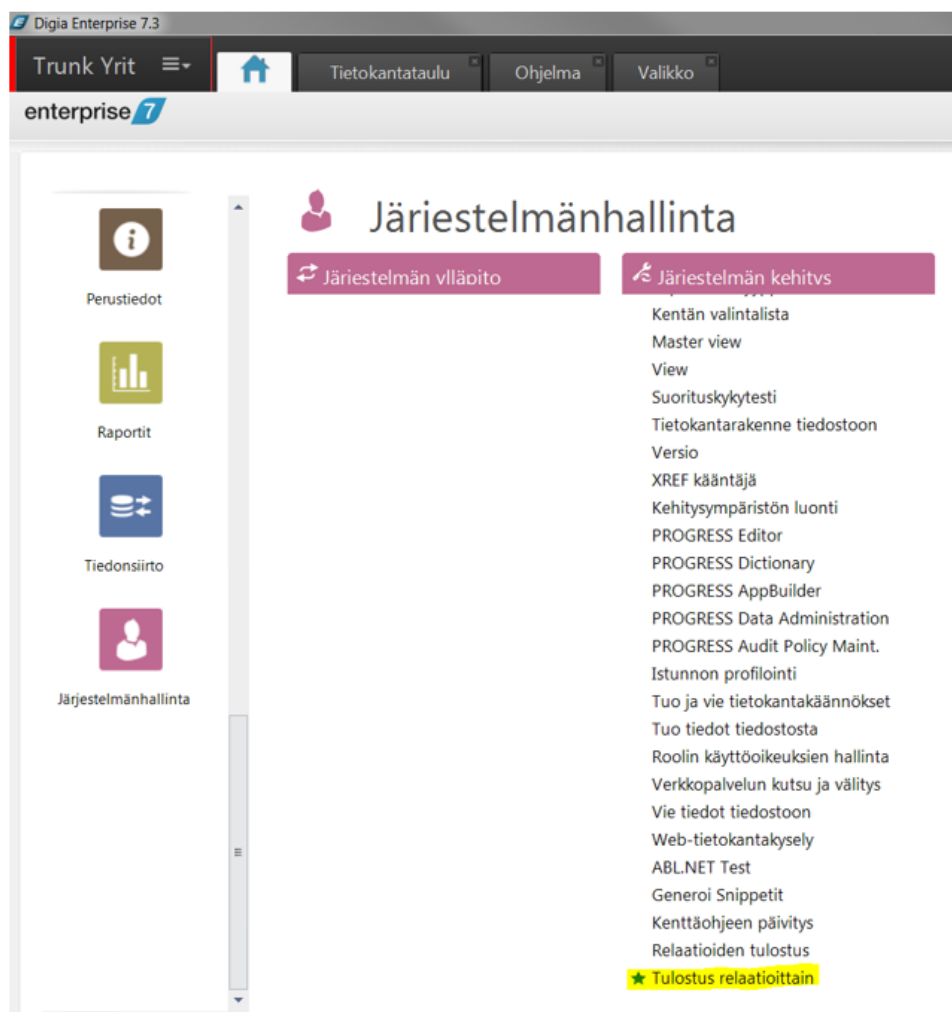 Digia Enterprise 7.3
Trunk Yrit
Tietokantataulu
Ohjelma
Valikko
enterprise 7
Perustiedot
Raportit
Tiedonsiirto
Järjestelmänhallinta
Järjestelmänhallinta
Järjestelmän ylläpito
Järjestelmän kehitys
Kentän valintalista
Master view
View
Suorituskykytesti
Tietokantarakenne tiedostoon
Versio
XREF kääntäjä
Kehitysympäristön luonti
PROGRESS Editor
PROGRESS Dictionary
PROGRESS AppBuilder
PROGRESS Data Administration
PROGRESS Audit Policy Maint.
Istunnon profilointi
Tuo ja vie tietokantakäännökset
Tuo tiedot tiedostosta
Roolin käyttöoikeuksien hallinta
Verkkopalvelun kutsu ja välitys
Vie tiedot tiedostoon
Web-tietokantakysely
ABL.NET Test
Generoi Snippetit
Kenttäohjeen päivitys
Relaatioiden tulostus
Tulostus relaatioittain